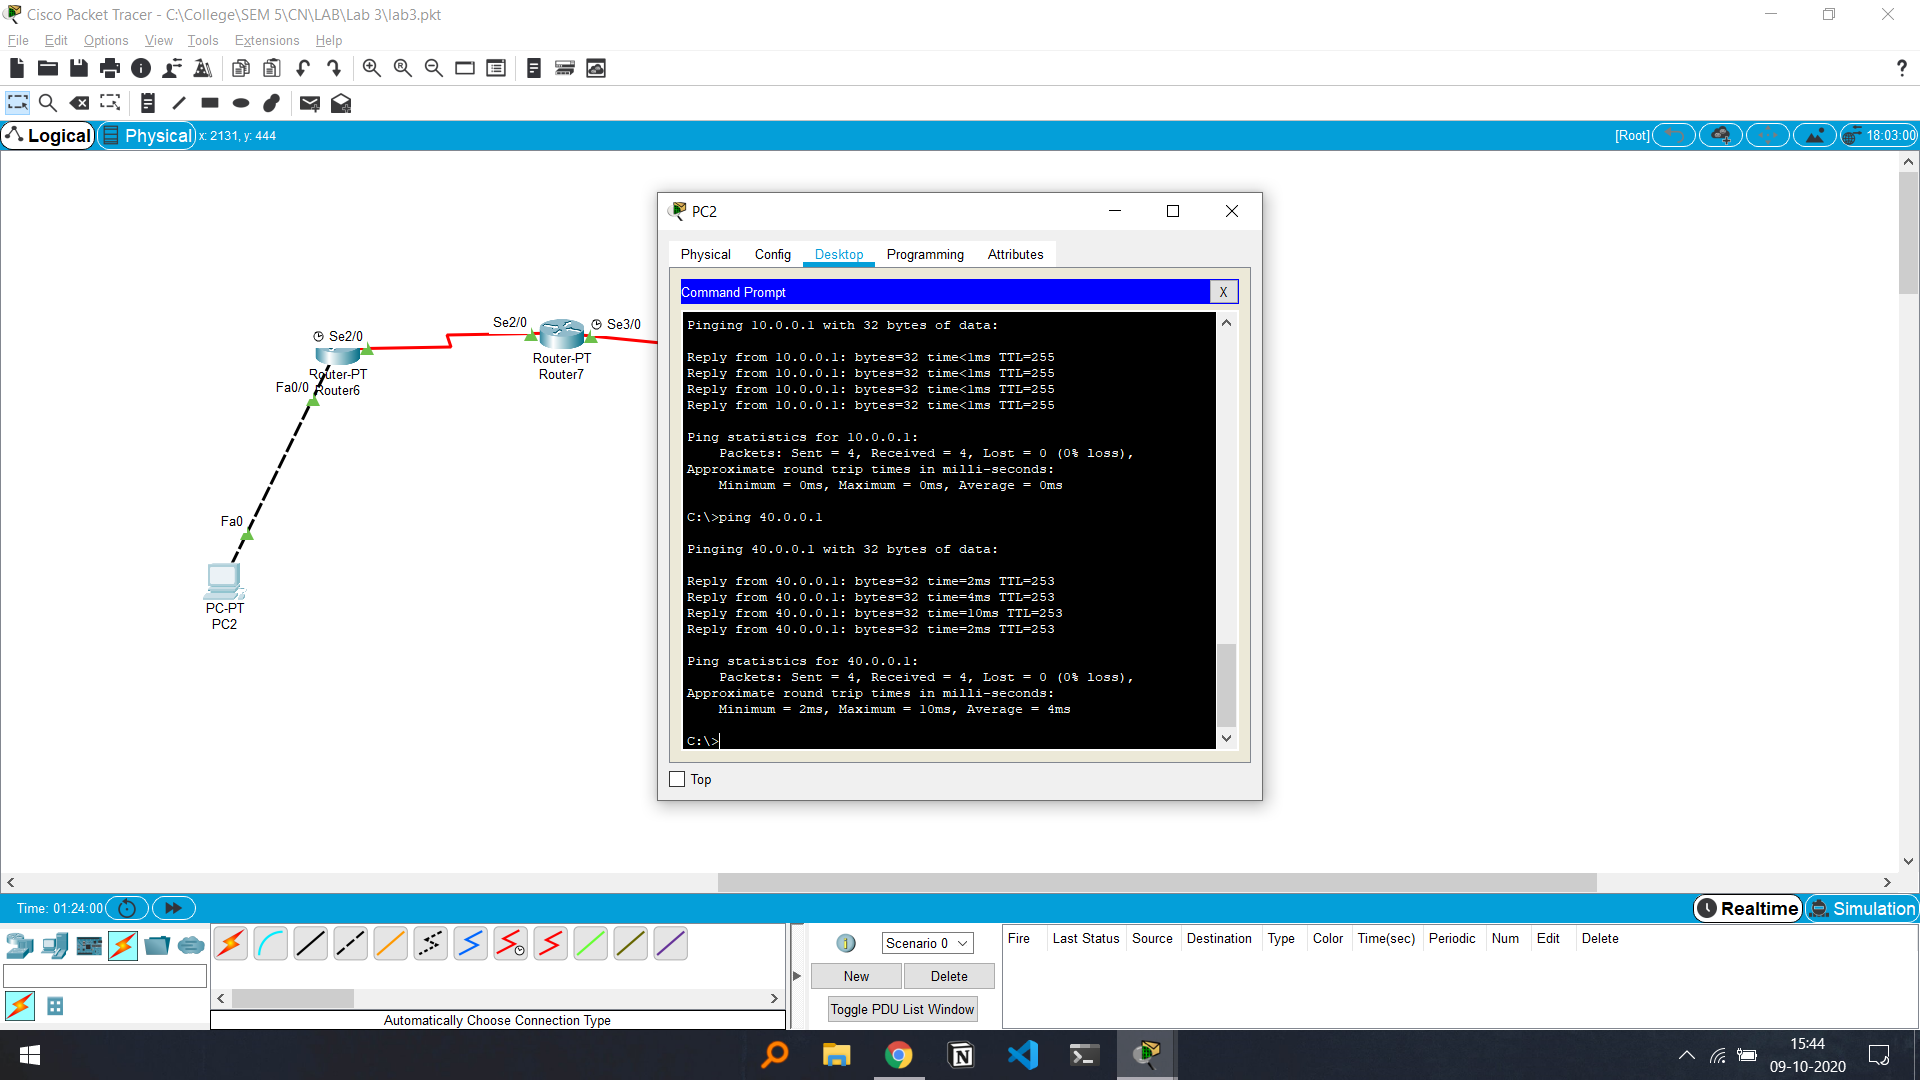 Cisco Packet Tracer - C:\College\SEM 5\CN\LAB\Lab 3\lab3.pkt
File Edit Options View Tools Extensions Help
?
Logical Physical x: 2131, y: 444 [Root] 18:03:00
Se2/0
Router-PT
Router6
Fa0/0
Fa0
PC-PT
PC2
Se2/0
Se3/0
Router-PT
Router7
PC2
Physical Config Desktop Programming Attributes
Command Prompt X
Pinging 10.0.0.1 with 32 bytes of data:
Reply from 10.0.0.1: bytes=32 time<1ms TTL=255
Reply from 10.0.0.1: bytes=32 time<1ms TTL=255
Reply from 10.0.0.1: bytes=32 time<1ms TTL=255
Reply from 10.0.0.1: bytes=32 time<1ms TTL=255
Ping statistics for 10.0.0.1:
Packets: Sent = 4, Received = 4, Lost = 0 (0% loss),
Approximate round trip times in milli-seconds:
Minimum = 0ms, Maximum = 0ms, Average = 0ms
C:\>ping 40.0.0.1
Pinging 40.0.0.1 with 32 bytes of data:
Reply from 40.0.0.1: bytes=32 time=2ms TTL=253
Reply from 40.0.0.1: bytes=32 time=4ms TTL=253
Reply from 40.0.0.1: bytes=32 time=10ms TTL=253
Reply from 40.0.0.1: bytes=32 time=2ms TTL=253
Ping statistics for 40.0.0.1:
Packets: Sent = 4, Received = 4, Lost = 0 (0% loss),
Approximate round trip times in milli-seconds:
Minimum = 2ms, Maximum = 10ms, Average = 4ms
C:\>
Top
Time: 01:24:00 Realtime Simulation
Scenario 0
New Delete
Toggle PDU List Window
Fire Last Status Source Destination Type Color Time(sec) Periodic Num Edit Delete
Automatically Choose Connection Type
15:44
09-10-2020